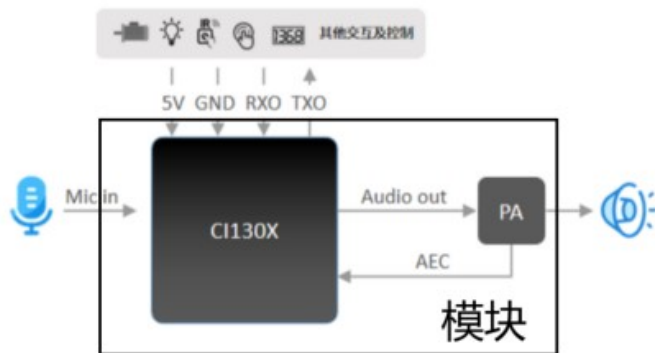 IR
1368 其他交互及控制
5V GND RXO TXO
Mic in
CI130X
Audio out
PA
AEC
模块